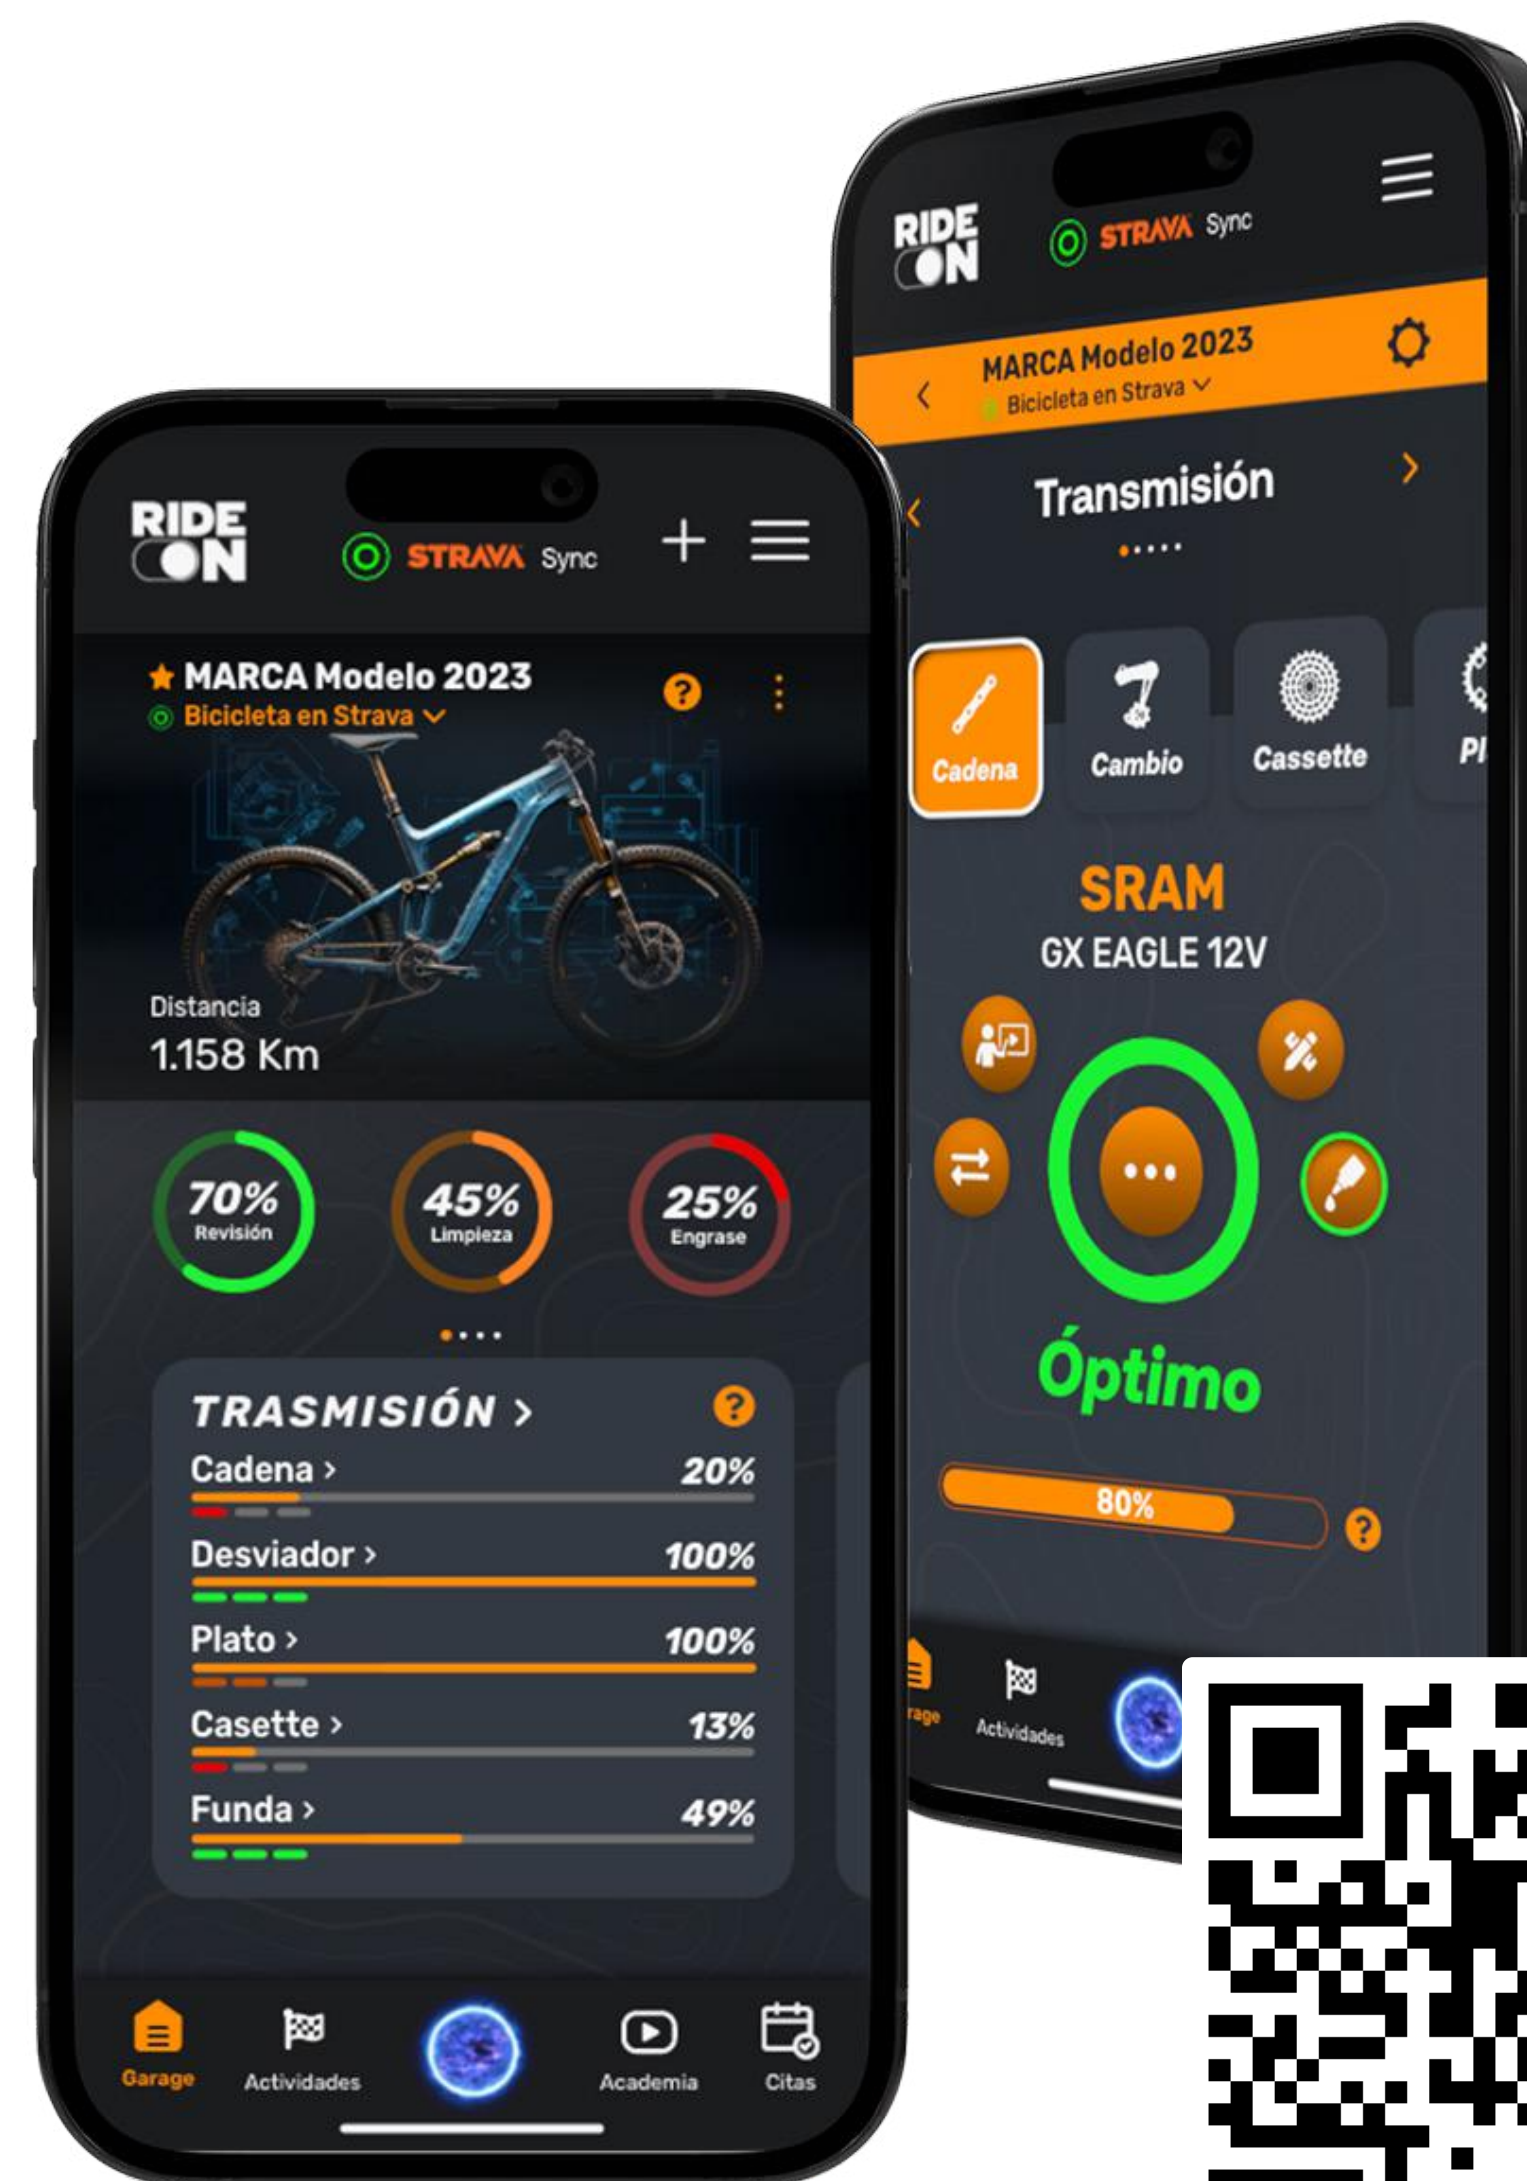 RIDE
ON
STRAVA Sync
MARCA Modelo 2023
Bicicleta en Strava
Distancia
1.158 Km
70%
Revisión
45%
Limpieza
25%
Engrase
TRASMISIÓN >
Cadena >
20%
Desviador >
100%
Plato >
100%
Casette >
13%
Funda >
49%
Garage
Actividades
Academia
Citas
RIDE
ON
STRAVA Sync
MARCA Modelo 2023
Bicicleta en Strava
Transmisión
Cadena
Cambio
Cassette
SRAM
GX EAGLE 12V
Óptimo
80%
Actividades